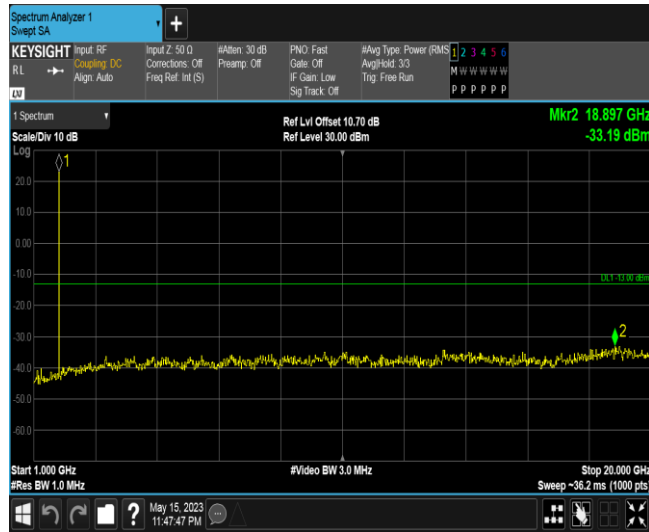 Spectrum Analyzer 1
Swept SA
+
KEYSIGHT
RL
LXI
Input: RF
Coupling: DC
Align: Auto
Input Z: 50 Ω
Corrections: Off
Freq Ref: Int (S)
#Atten: 30 dB
Preamp: Off
PNO: Fast
Gate: Off
IF Gain: Low
Sig Track: Off
#Avg Type: Power (RMS
Avg|Hold: 3/3
Trig: Free Run
1 2 3 4 5 6
M W W W W W
P P P P P P
1 Spectrum
Scale/Div 10 dB
Ref Lvl Offset 10.70 dB
Ref Level 30.00 dBm
Mkr2 18.897 GHz
-33.19 dBm
Log
1
20.0
10.0
0.00
-10.0
DL1 -13.00 dBm
-20.0
-30.0
2
-40.0
-50.0
-60.0
Start 1.000 GHz
#Res BW 1.0 MHz
#Video BW 3.0 MHz
Stop 20.000 GHz
Sweep ~36.2 ms (1000 pts)
?
May 15, 2023
11:47:47 PM